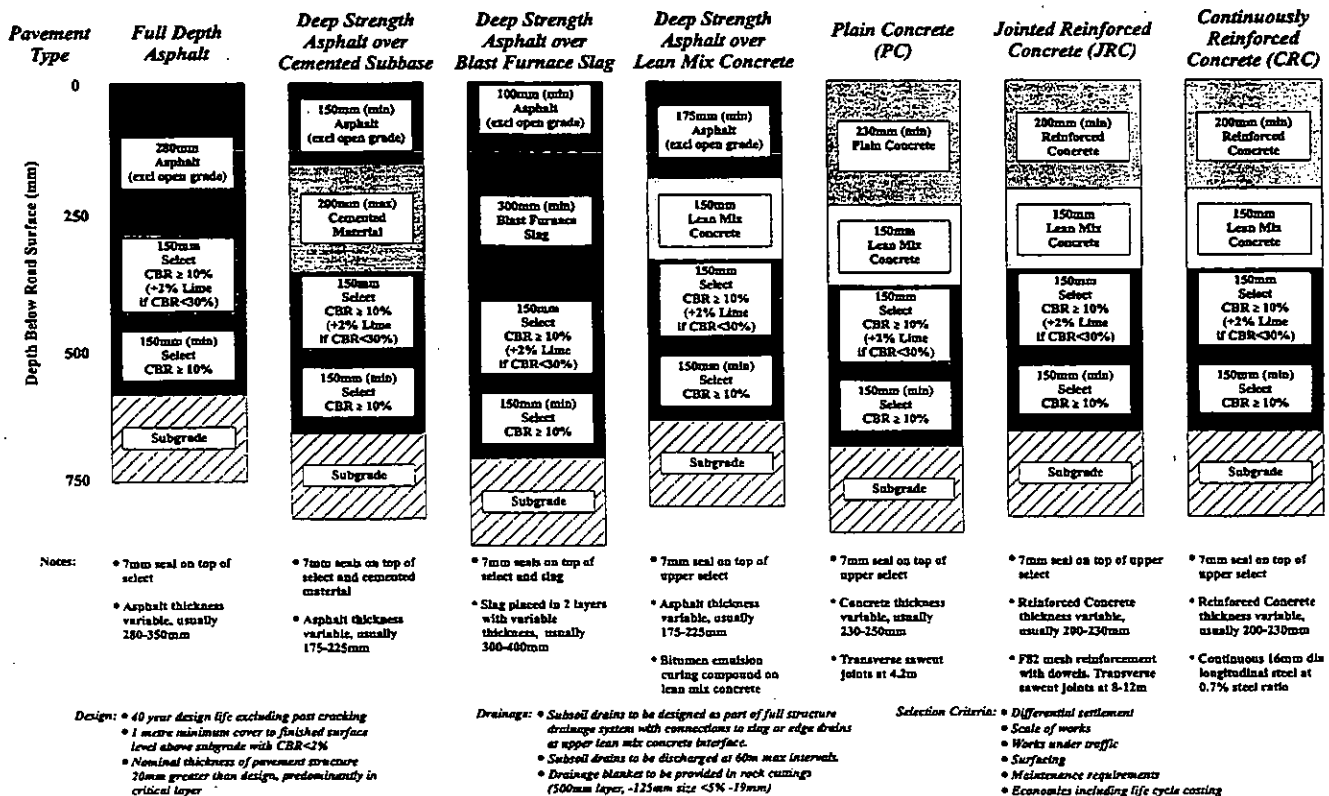 Pavement
Type
Full Depth
Asphalt
Deep Strength
Asphalt over
Cemented Subbase
Deep Strength
Asphalt over
Blast Furnace Slag
Deep Strength
Asphalt over
Lean Mix Concrete
Plain Concrete
(PC)
Jointed Reinforced
Concrete (JRC)
Continuously
Reinforced
Concrete (CRC)
Depth Below Road Surface (mm)
0
250
500
750
280mm
Asphalt
(excl open grade)
150mm
Select
CBR ≥ 10%
(+2% Lime
if CBR<30%)
150mm (min)
Select
CBR ≥ 10%
Subgrade
150mm (min)
Asphalt
(excl open grade)
200mm (max)
Cemented
Material
150mm
Select
CBR ≥ 10%
(+2% Lime
if CBR<30%)
150mm (min)
Select
CBR ≥ 10%
Subgrade
100mm (min)
Asphalt
(excl open grade)
300mm (min)
Blast Furnace
Slag
150mm
Select
CBR ≥ 10%
(+2% Lime
if CBR<30%)
150mm (min)
Select
CBR ≥ 10%
Subgrade
175mm (min)
Asphalt
(excl open grade)
150mm
Lean Mix
Concrete
150mm
Select
CBR ≥ 10%
(+2% Lime
if CBR<30%)
150mm (min)
Select
CBR ≥ 10%
Subgrade
230mm (min)
Plain Concrete
150mm
Lean Mix
Concrete
150mm
Select
CBR ≥ 10%
(+2% Lime
if CBR<30%)
150mm (min)
Select
CBR ≥ 10%
Subgrade
200mm (min)
Reinforced
Concrete
150mm
Lean Mix
Concrete
150mm
Select
CBR ≥ 10%
(+2% Lime
if CBR<30%)
150mm (min)
Select
CBR ≥ 10%
Subgrade
200mm (min)
Reinforced
Concrete
150mm
Lean Mix
Concrete
150mm
Select
CBR ≥ 10%
(+2% Lime
if CBR<30%)
150mm (min)
Select
CBR ≥ 10%
Subgrade
Notes:
• 7mm seal on top of
select
• Asphalt thickness
variable, usually
280-350mm
• 7mm seals on top of
select and cemented
material
• Asphalt thickness
variable, usually
175-225mm
• 7mm seals on top of
select and slag
• Slag placed in 2 layers
with variable
thickness, usually
300-400mm
• 7mm seal on top of
upper select
• Asphalt thickness
variable, usually
175-225mm
• Bitumen emulsion
curing compound on
lean mix concrete
• 7mm seal on top of
upper select
• Concrete thickness
variable, usually
230-250mm
• Transverse sawcut
joints at 4.2m
• 7mm seal on top of upper
select
• Reinforced Concrete
thickness variable,
usually 200-230mm
• F82 mesh reinforcement
with dowels. Transverse
sawcut joints at 8-12m
• 7mm seal on top of
upper select
• Reinforced Concrete
thickness variable,
usually 200-230mm
• Continuous 16mm dia
longitudinal steel at
0.7% steel ratio
Design: • 40 year design life excluding post cracking
• 1 metre minimum cover to finished surface
level above subgrade with CBR<2%
• Nominal thickness of pavement structure
20mm greater than design, predominantly in
critical layer
Drainage: • Subsoil drains to be designed as part of full structure
drainage system with connections to slag or edge drains
at upper lean mix concrete interface.
• Subsoil drains to be discharged at 60m max intervals.
• Drainage blanket to be provided in rock cuttings
(500mm layer, -125mm size <5% -19mm)
Selection Criteria: • Differential settlement
• Scale of works
• Works under traffic
• Surfacing
• Maintenance requirements
• Economics including life cycle costing